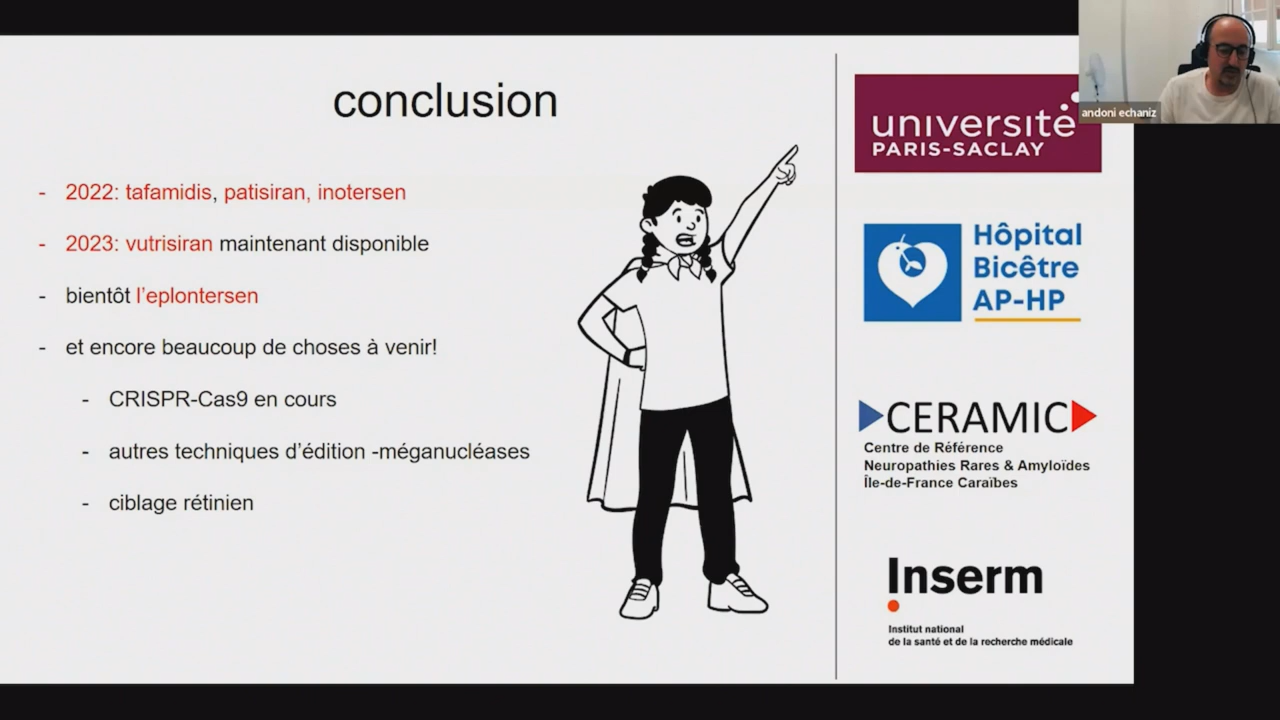 conclusion
- 2022: tafamidis, patisiran, inotersen
- 2023: vutrisiran maintenant disponible
- bientôt l'eplontersen
- et encore beaucoup de choses à venir!
- CRISPR-Cas9 en cours
- autres techniques d'édition -méganucléases
- ciblage rétinien
université
PARIS-SACLAY
Hôpital
Bicêtre
AP-HP
CERAMIC
Centre de Référence
Neuropathies Rares & Amyloïdes
Île-de-France Caraïbes
Inserm
Institut national
de la santé et de la recherche médicale
andoni echaniz